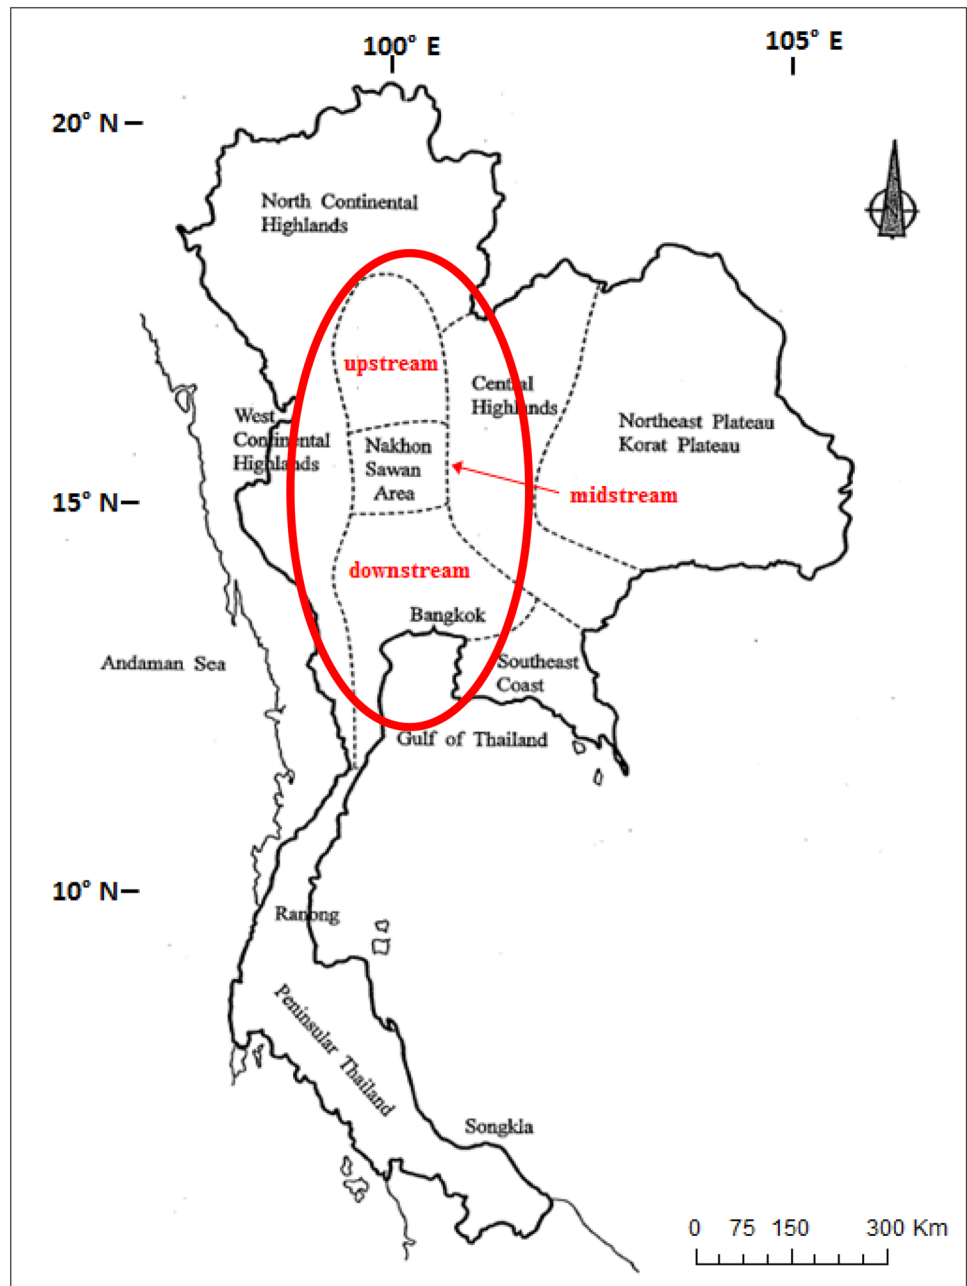 100° E
105° E
20° N
North Continental
Highlands
upstream
Central
Highlands
West
Continental
Highlands
Nakhon
Sawan
Area
Northeast Plateau
Korat Plateau
15° N
midstream
downstream
Bangkok
Andaman Sea
Southeast
Coast
Gulf of Thailand
10° N
Ranong
Peninsular Thailand
Songkla
0 75 150 300 Km